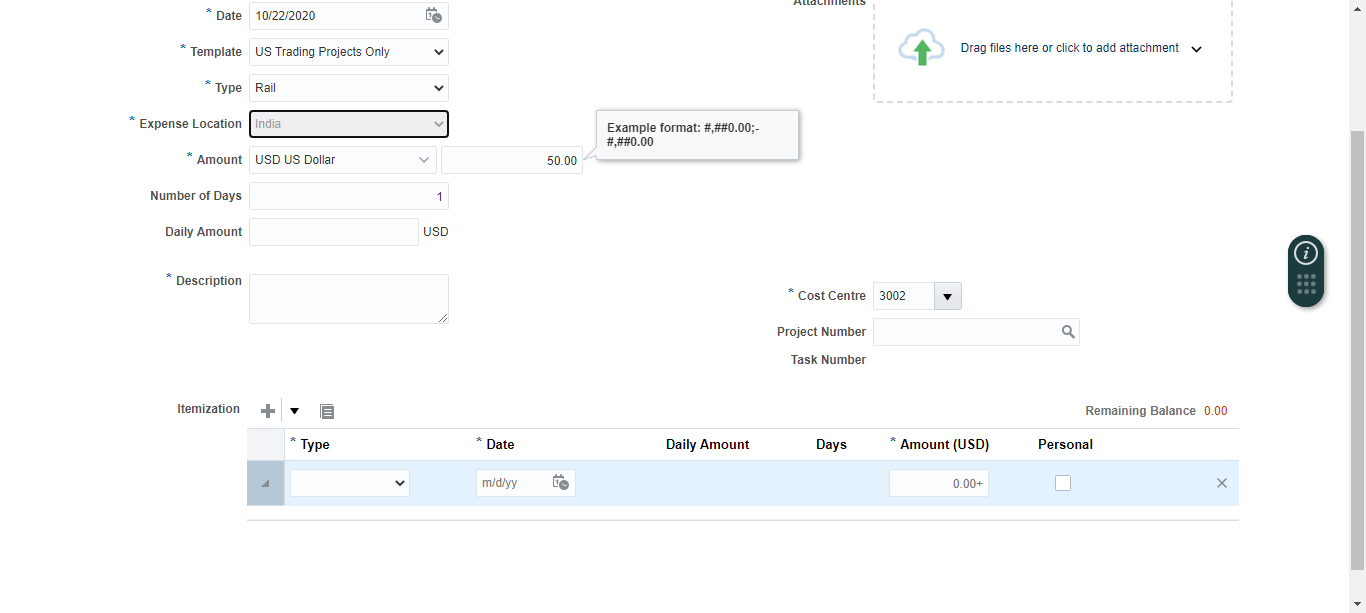 * Date 10/22/2020
Attachments
* Template US Trading Projects Only
Drag files here or click to add attachment
* Type Rail
* Expense Location India
Example format: #,##0.00;-
#,##0.00
* Amount USD US Dollar 50.00
Number of Days 1
Daily Amount USD
* Description
* Cost Centre 3002
Project Number
Task Number
Itemization
Remaining Balance 0.00
* Type * Date Daily Amount Days * Amount (USD) Personal
m/d/yy 0.00+